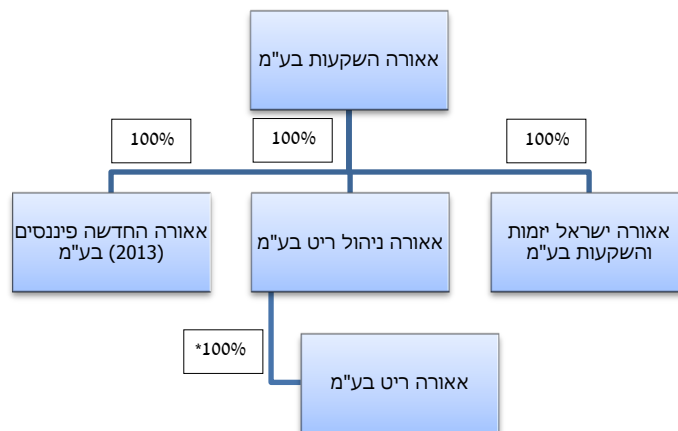 אאורה השקעות בע"מ
100%
100%
100%
אאורה ישראל יזמות
והשקעות בע"מ
אאורה ניהול ריט בע"מ
אאורה החדשה פיננסים
(2013) בע"מ
*100%
אאורה ריט בע"מ